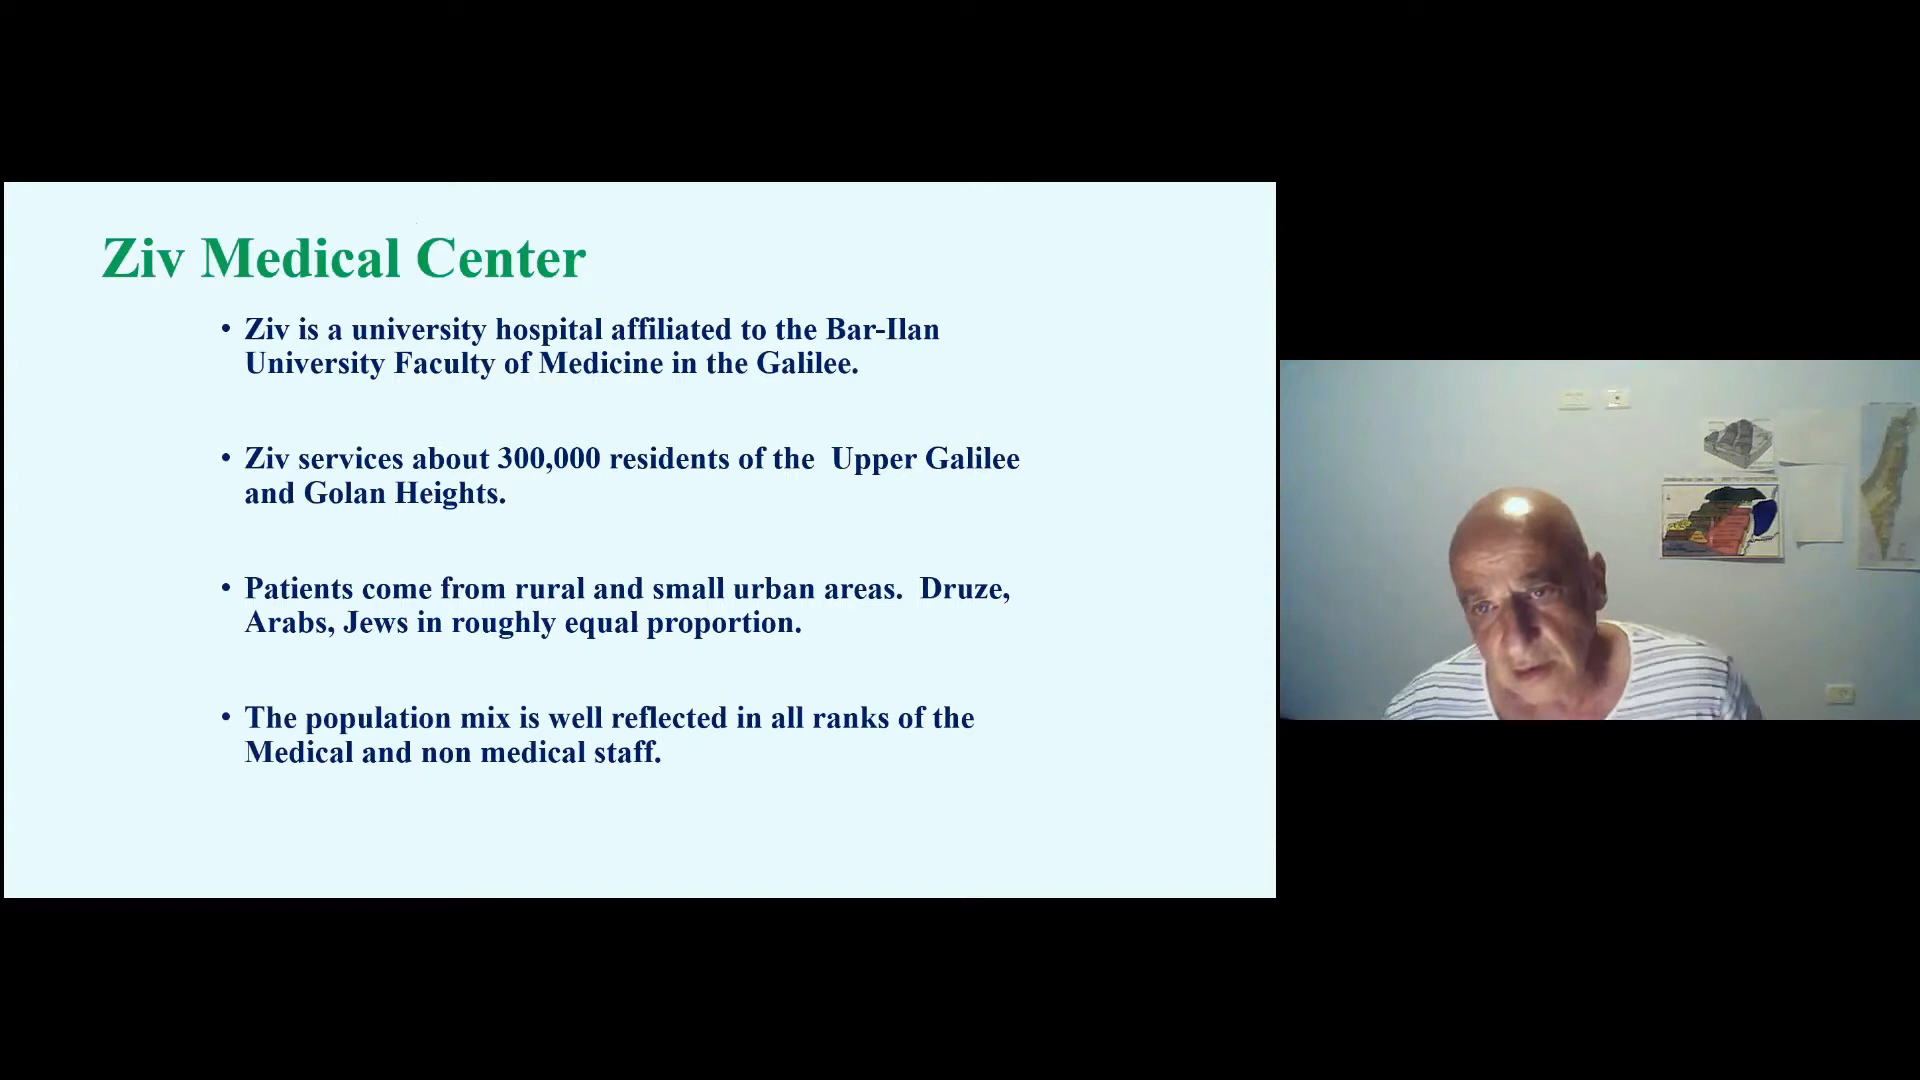 Ziv Medical Center
• Ziv is a university hospital affiliated to the Bar-Ilan
University Faculty of Medicine in the Galilee.
• Ziv services about 300,000 residents of the  Upper Galilee
and Golan Heights.
• Patients come from rural and small urban areas.  Druze,
Arabs, Jews in roughly equal proportion.
• The population mix is well reflected in all ranks of the
Medical and non medical staff.